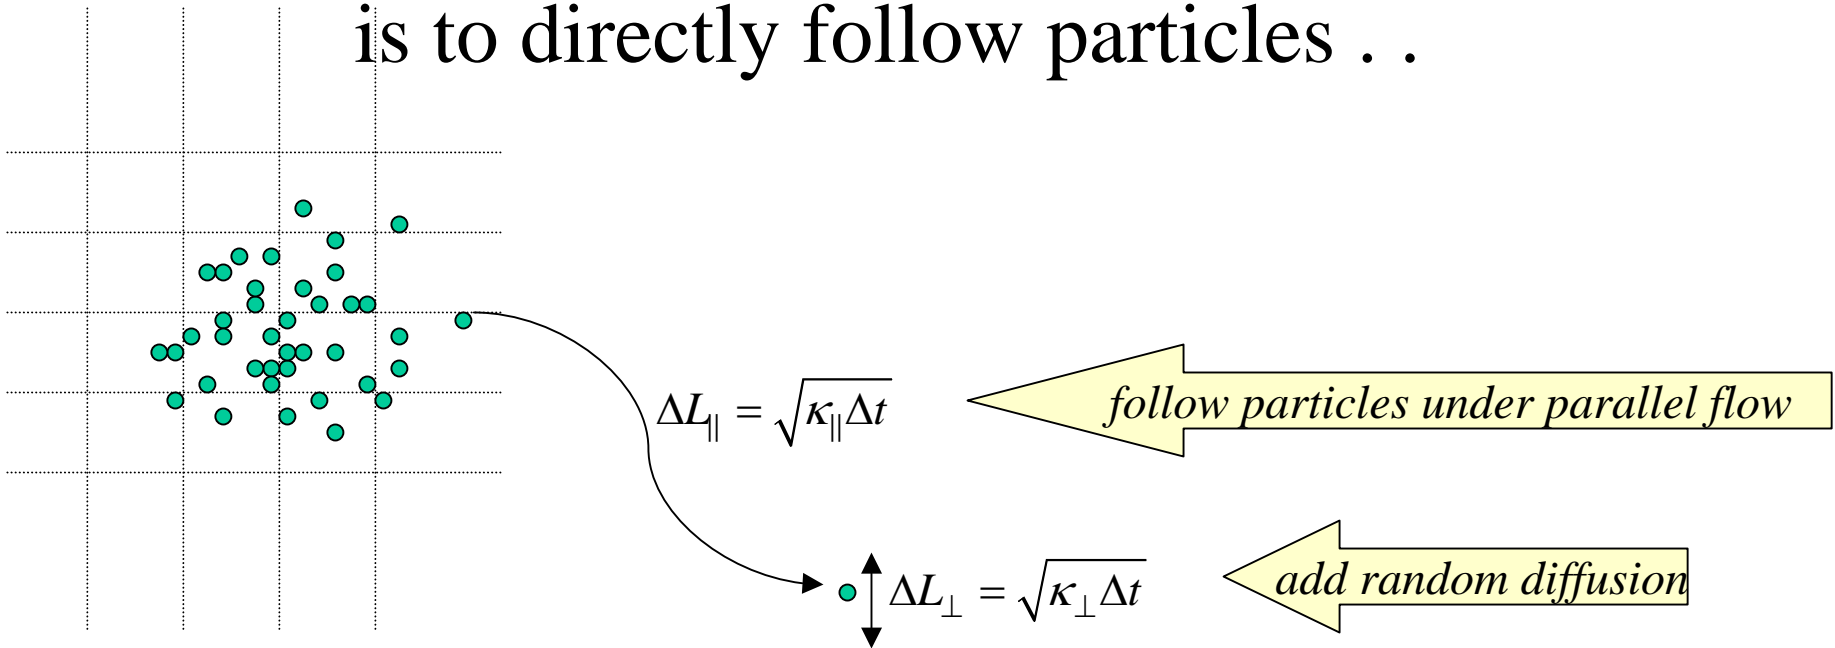 is to directly follow particles . .
ΔL∥ = √κ∥Δt
follow particles under parallel flow
ΔL⊥ = √κ⊥Δt
add random diffusion